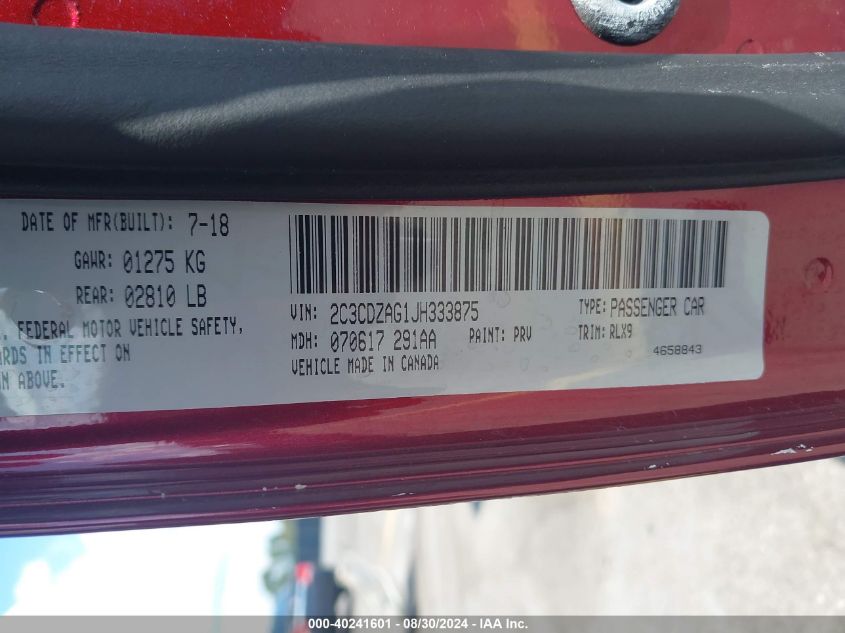 DATE OF MFR(BUILT): 7-18
GAWR: 01275 KG
REAR: 02810 LB
FEDERAL MOTOR VEHICLE SAFETY,
IN EFFECT ON
ABOVE.
VIN: 2C3CDZAG1JH333875
TYPE: PASSENGER CAR
MDH: 070617 291AA
PAINT: PRV
TRIM: RLX9
VEHICLE MADE IN CANADA
4658843
000-40241601 - 08/30/2024 - IAA Inc.